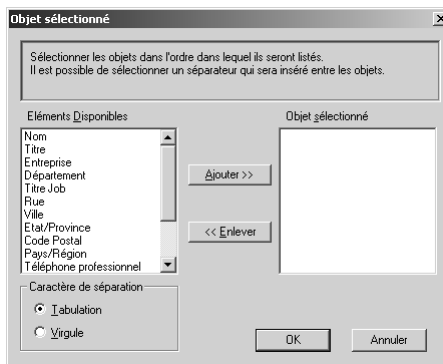 Objet sélectionné
Sélectionner les objets dans l'ordre dans lequel ils seront listés.
Il est possible de sélectionner un séparateur qui sera inséré entre les objets.
Eléments Disponibles
Objet sélectionné
Nom
Titre
Entreprise
Département
Titre Job
Rue
Ville
Etat/Province
Code Postal
Pays/Région
Téléphone professionnel
Ajouter >>
<< Enlever
Caractère de séparation
Tabulation
Virgule
OK
Annuler